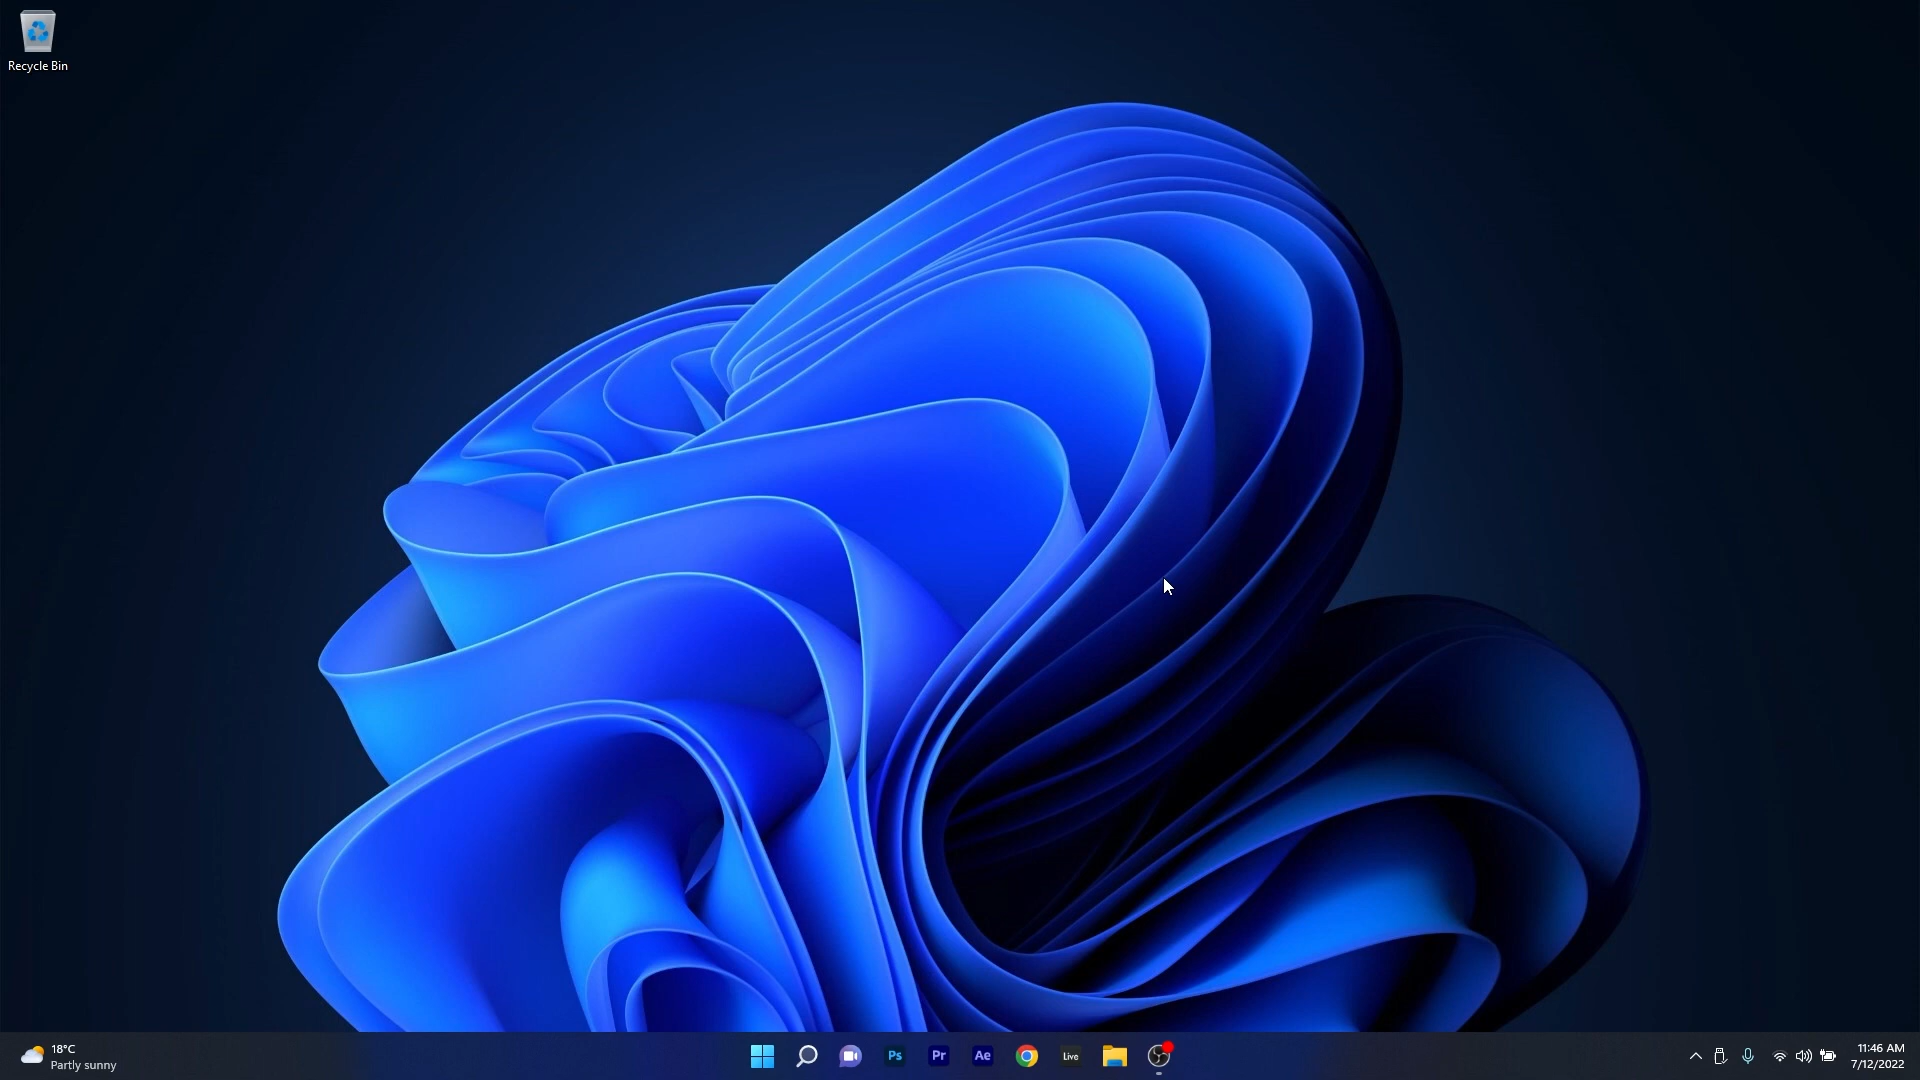 Recycle Bin
18°C
Partly sunny
Ps
Pr
Ae
Live
11:46 AM
7/12/2022